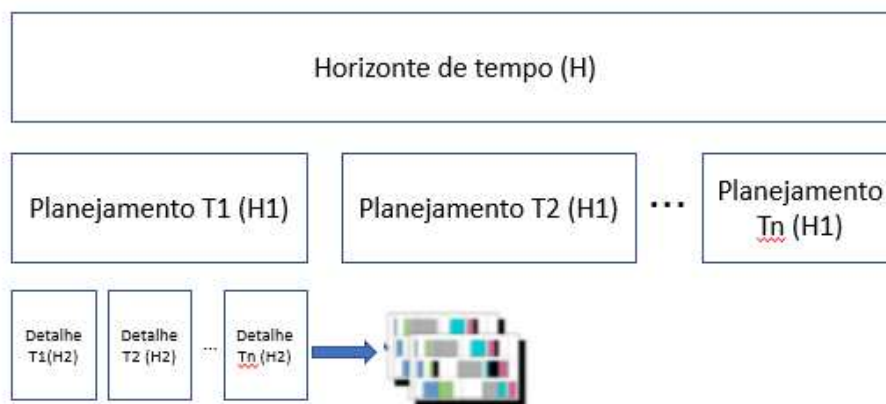 Horizonte de tempo (H)
Planejamento T1 (H1)
Planejamento T2 (H1)
...
Planejamento
Tn (H1)
Detalhe
T1(H2)
Detalhe
T2 (H2)
...
Detalhe
Tn (H2)